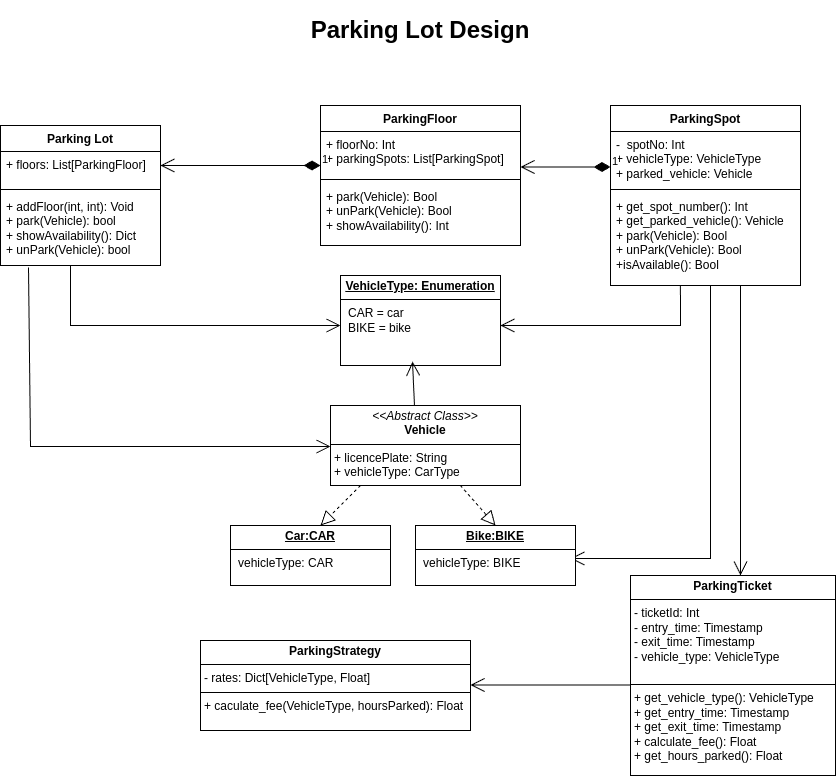 Parking Lot Design
Parking Lot
+ floors: List[ParkingFloor]
+ addFloor(int, int): Void
+ park(Vehicle): bool
+ showAvailability(): Dict
+ unPark(Vehicle): bool
ParkingFloor
+ floorNo: Int
1+ parkingSpots: List[ParkingSpot]
+ park(Vehicle): Bool
+ unPark(Vehicle): Bool
+ showAvailability(): Int
ParkingSpot
- spotNo: Int
1+ vehicleType: VehicleType
+ parked_vehicle: Vehicle
+ get_spot_number(): Int
+ get_parked_vehicle(): Vehicle
+ park(Vehicle): Bool
+ unPark(Vehicle): Bool
+isAvailable(): Bool
VehicleType: Enumeration
CAR = car
BIKE = bike
<<Abstract Class>>
Vehicle
+ licencePlate: String
+ vehicleType: CarType
Car:CAR
vehicleType: CAR
Bike:BIKE
vehicleType: BIKE
ParkingTicket
- ticketId: Int
- entry_time: Timestamp
- exit_time: Timestamp
- vehicle_type: VehicleType
+ get_vehicle_type(): VehicleType
+ get_entry_time: Timestamp
+ get_exit_time: Timestamp
+ calculate_fee(): Float
+ get_hours_parked(): Float
ParkingStrategy
- rates: Dict[VehicleType, Float]
+ caculate_fee(VehicleType, hoursParked): Float